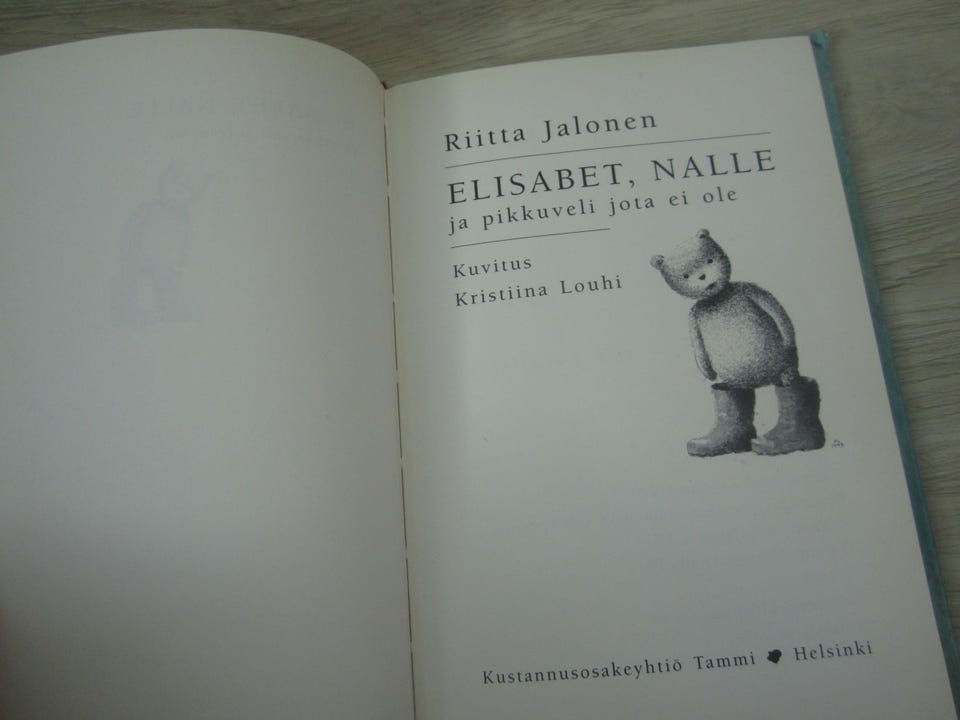 Riitta Jalonen
ELISABET, NALLE
ja pikkuveli jota ei ole
Kuvitus
Kristiina Louhi
Kustannusosakeyhtiö Tammi Helsinki